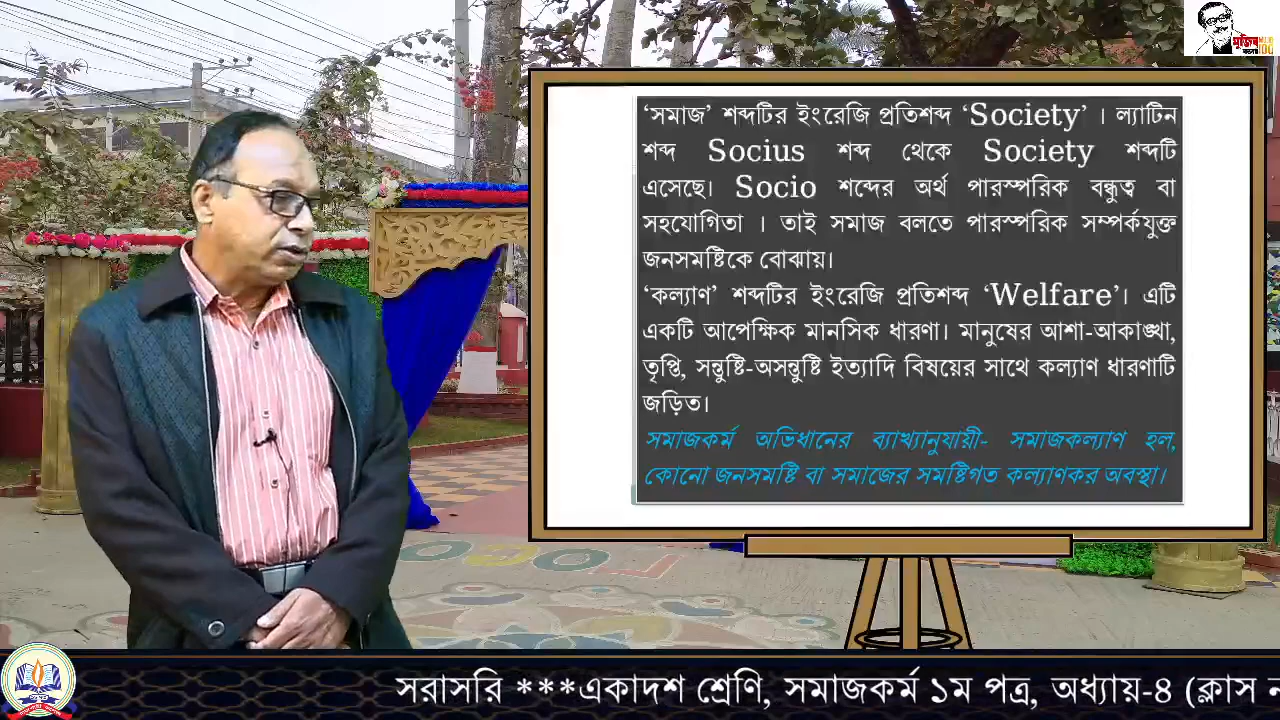 মুজিব
১০০
‘সমাজ’ শব্দটির ইংরেজি প্রতিশব্দ ‘Society’ । ল্যাটিন
শব্দ Socius শব্দ থেকে Society শব্দটি
এসেছে। Socio শব্দের অর্থ পারস্পরিক বন্ধুত্ব বা
সহযোগিতা । তাই সমাজ বলতে পারস্পরিক সম্পর্কযুক্ত
জনসমষ্টিকে বোঝায়।
‘কল্যাণ’ শব্দটির ইংরেজি প্রতিশব্দ ‘Welfare’। এটি
একটি আপেক্ষিক মানসিক ধারণা। মানুষের আশা-আকাঙ্খা,
তৃপ্তি, সন্তুষ্টি-অসন্তুষ্টি ইত্যাদি বিষয়ের সাথে কল্যাণ ধারণাটি
জড়িত।
সমাজকর্ম অভিধানের ব্যাখ্যানুযায়ী- সমাজকল্যাণ হল,
কোনো জনসমষ্টি বা সমাজের সমষ্টিগত কল্যাণকর অবস্থা।
সরাসরি ***একাদশ শ্রেণি, সমাজকর্ম ১ম পত্র, অধ্যায়-৪ (ক্লাস